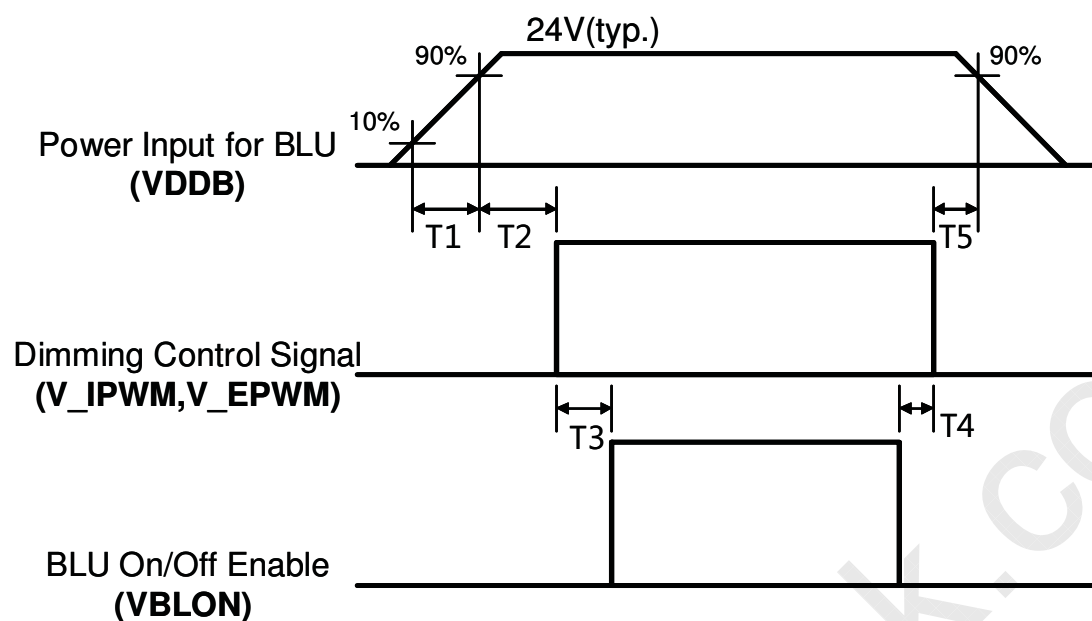 24V(typ.)
90%
90%
10%
Power Input for BLU
(VDDB)
T1
T2
T5
Dimming Control Signal
(V_IPWM,V_EPWM)
T3
T4
BLU On/Off Enable
(VBLON)
k.co